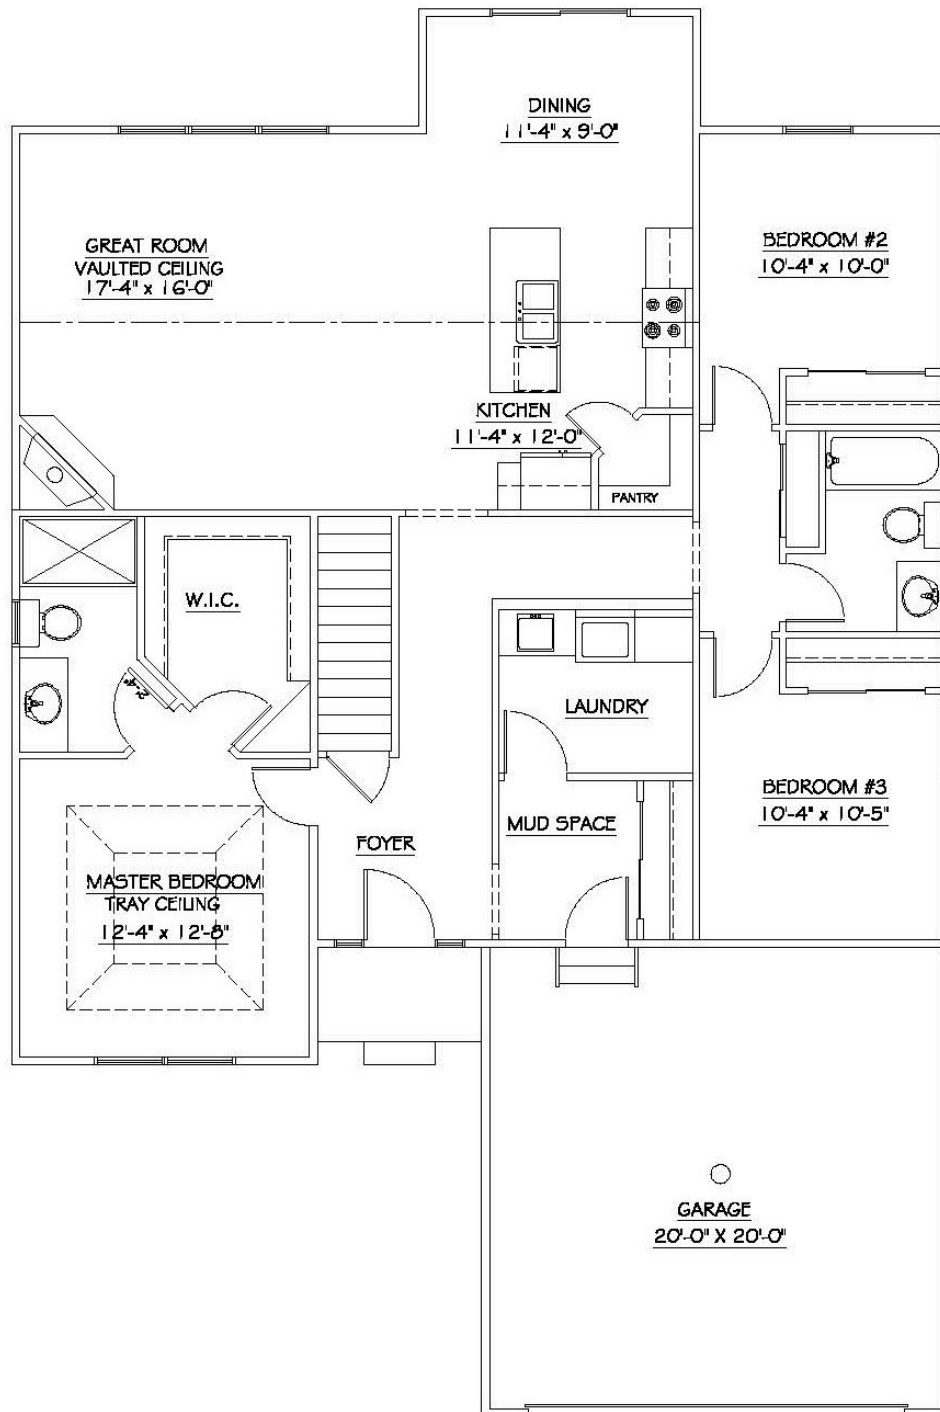 DINING
11'-4" x 9'-0"
GREAT ROOM
VAULTED CEILING
17'-4" x 16'-0"
BEDROOM #2
10'-4" x 10'-0"
KITCHEN
11'-4" x 12'-0"
PANTRY
W.I.C.
2'-4"
LAUNDRY
BEDROOM #3
10'-4" x 10'-5"
MUD SPACE
FOYER
MASTER BEDROOM
TRAY CEILING
12'-4" x 12'-8"
GARAGE
20'-0" X 20'-0"